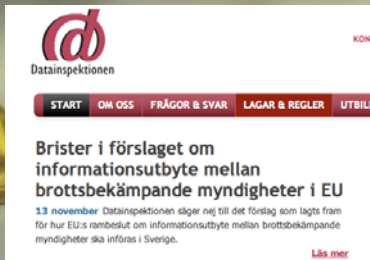 Datainspektionen
KON
START OM OSS FRÅGOR & SVAR LAGAR & REGLER UTBIL
Brister i förslaget om
informationsutbyte mellan
brottsbekämpande myndigheter i EU
13 november Datainspektionen säger nej till det förslag som lagts fram
för hur EU:s rambeslut om informationsutbyte mellan brottsbekämpande
myndigheter ska införas i Sverige.
Läs mer